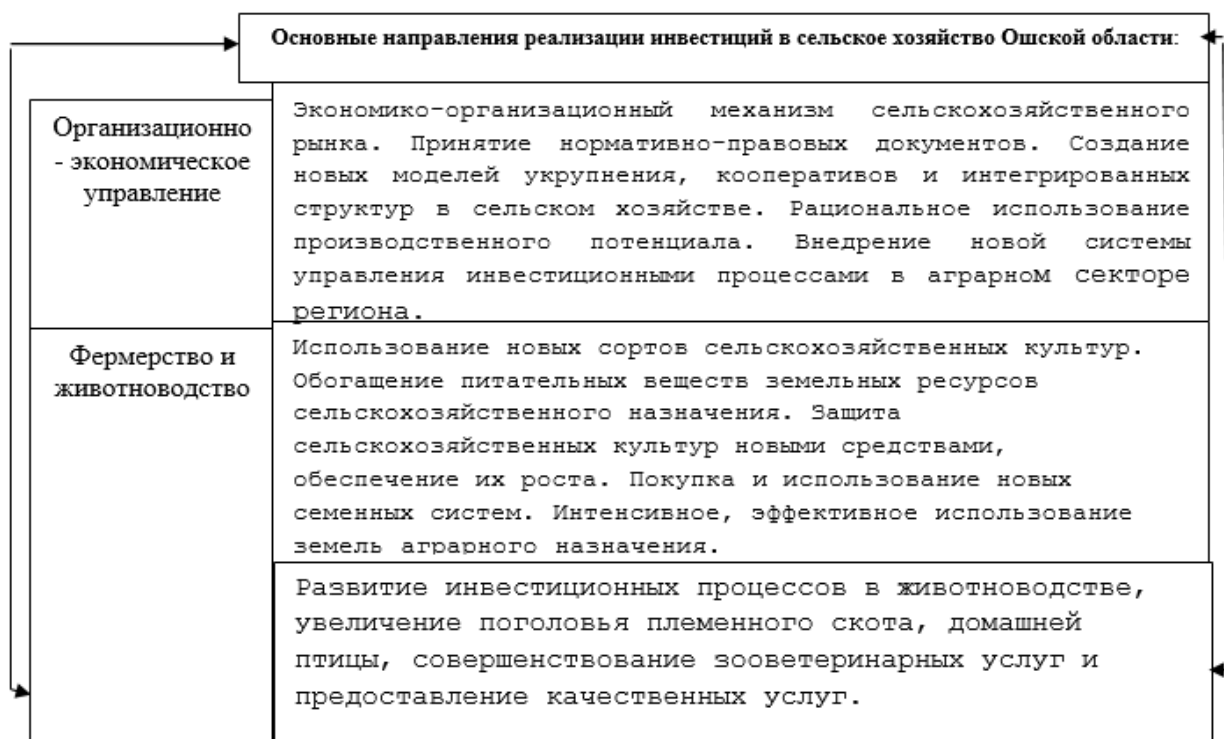 Основные направления реализации инвестиций в сельское хозяйство Ошской области:
Организационно
- экономическое
управление
Экономико-организационный механизм сельскохозяйственного
рынка. Принятие нормативно-правовых документов. Создание
новых моделей укрупнения, кооперативов и интегрированных
структур в сельском хозяйстве. Рациональное использование
производственного потенциала. Внедрение новой системы
управления инвестиционными процессами в аграрном секторе
региона.
Фермерство и
животноводство
Использование новых сортов сельскохозяйственных культур.
Обогащение питательных веществ земельных ресурсов
сельскохозяйственного назначения. Защита
сельскохозяйственных культур новыми средствами,
обеспечение их роста. Покупка и использование новых
семенных систем. Интенсивное, эффективное использование
земель аграрного назначения.
Развитие инвестиционных процессов в животноводстве,
увеличение поголовья племенного скота, домашней
птицы, совершенствование зооветеринарных услуг и
предоставление качественных услуг.